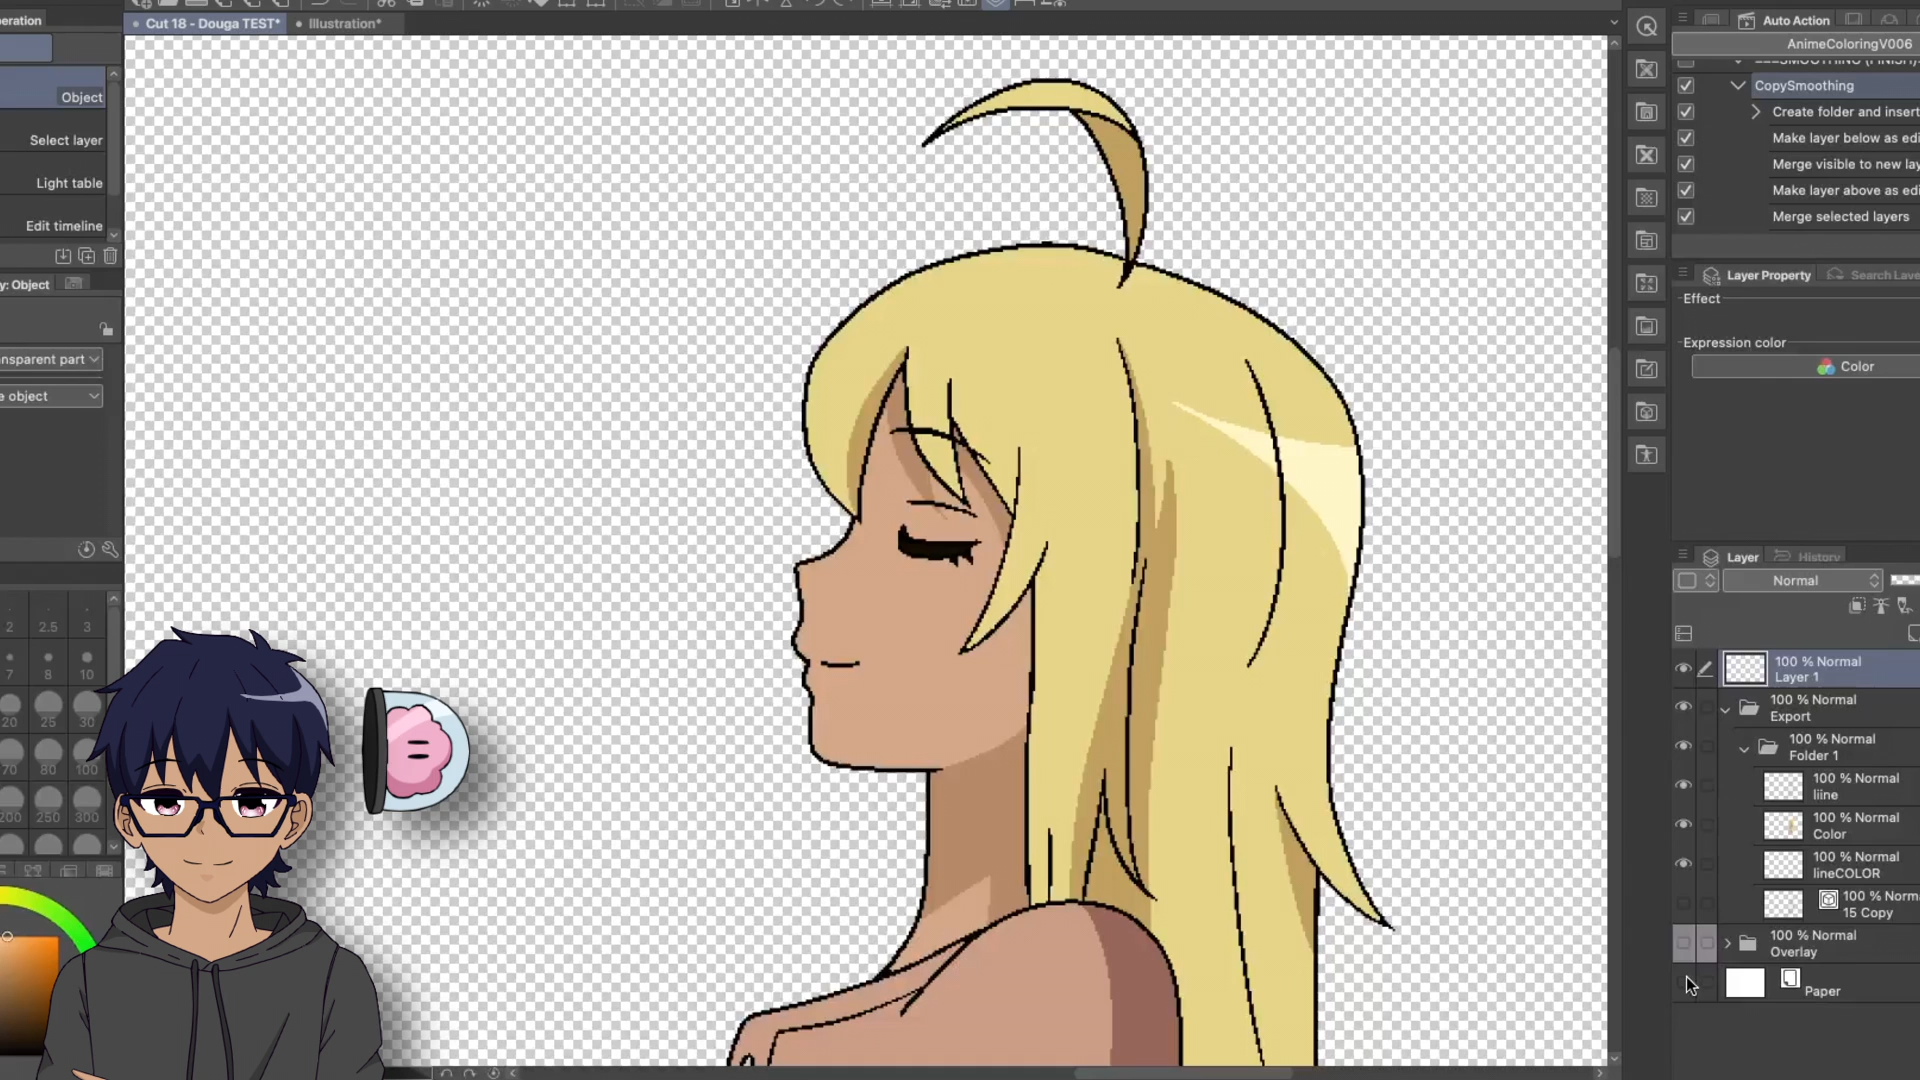 Cut 18 - Douga TEST*
Illustration*
eration
Object
Select layer
Light table
Edit timeline
y: Object
nsparent part
e object
2 2.5 3
7 8 10
20 25 30
70 80 100
200 250 300
Auto Action
AnimeColoringV006
===SMOOTHING (FINISH)
CopySmoothing
Create folder and insert
Make layer below as edi
Merge visible to new lay
Make layer above as edi
Merge selected layers
Layer Property
Search Laye
Effect
Expression color
Color
Layer
History
Normal
100 % Normal
Layer 1
100 % Normal
Export
100 % Normal
Folder 1
100 % Normal
liine
100 % Normal
Color
100 % Normal
lineCOLOR
100 % Norma
15 Copy
100 % Normal
Overlay
Paper